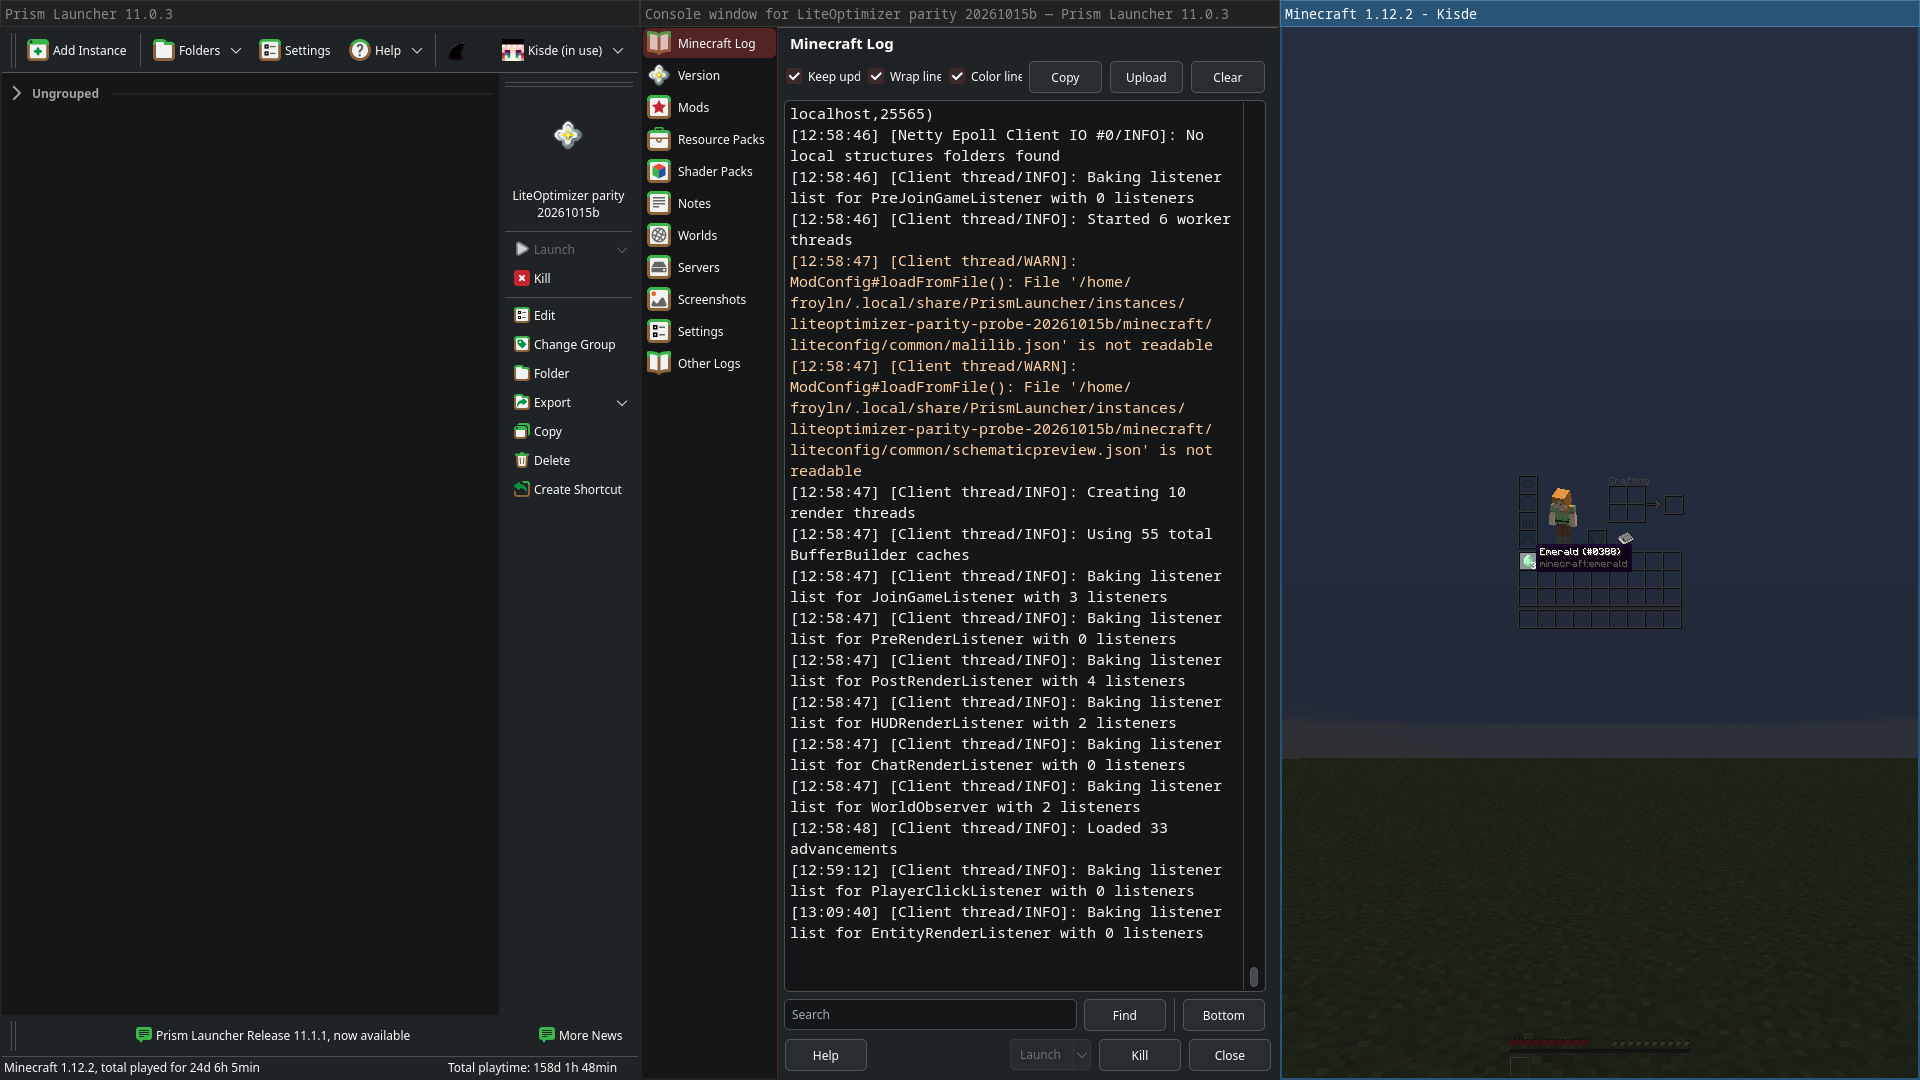 Prism Launcher 11.0.3
Add Instance
Folders
Settings
Help
Kisde (in use)
Ungrouped
LiteOptimizer parity
20261015b
Launch
Kill
Edit
Change Group
Folder
Export
Copy
Delete
Create Shortcut
Prism Launcher Release 11.1.1, now available
More News
Minecraft 1.12.2, total played for 24d 6h 5min
Total playtime: 158d 1h 48min
Console window for LiteOptimizer parity 20261015b — Prism Launcher 11.0.3
Minecraft Log
Version
Mods
Resource Packs
Shader Packs
Notes
Worlds
Servers
Screenshots
Settings
Other Logs
Minecraft Log
Keep upd
Wrap line
Color line
Copy
Upload
Clear
localhost,25565)
[12:58:46] [Netty Epoll Client IO #0/INFO]: No
local structures folders found
[12:58:46] [Client thread/INFO]: Baking listener
list for PreJoinGameListener with 0 listeners
[12:58:46] [Client thread/INFO]: Started 6 worker
threads
[12:58:47] [Client thread/WARN]:
ModConfig#loadFromFile(): File '/home/
froyln/.local/share/PrismLauncher/instances/
liteoptimizer-parity-probe-20261015b/minecraft/
liteconfig/common/malilib.json' is not readable
[12:58:47] [Client thread/WARN]:
ModConfig#loadFromFile(): File '/home/
froyln/.local/share/PrismLauncher/instances/
liteoptimizer-parity-probe-20261015b/minecraft/
liteconfig/common/schematicpreview.json' is not
readable
[12:58:47] [Client thread/INFO]: Creating 10
render threads
[12:58:47] [Client thread/INFO]: Using 55 total
BufferBuilder caches
[12:58:47] [Client thread/INFO]: Baking listener
list for JoinGameListener with 3 listeners
[12:58:47] [Client thread/INFO]: Baking listener
list for PreRenderListener with 0 listeners
[12:58:47] [Client thread/INFO]: Baking listener
list for PostRenderListener with 4 listeners
[12:58:47] [Client thread/INFO]: Baking listener
list for HUDRenderListener with 2 listeners
[12:58:47] [Client thread/INFO]: Baking listener
list for ChatRenderListener with 0 listeners
[12:58:47] [Client thread/INFO]: Baking listener
list for WorldObserver with 2 listeners
[12:58:48] [Client thread/INFO]: Loaded 33
advancements
[12:59:12] [Client thread/INFO]: Baking listener
list for PlayerClickListener with 0 listeners
[13:09:40] [Client thread/INFO]: Baking listener
list for EntityRenderListener with 0 listeners
Search
Find
Bottom
Help
Launch
Kill
Close
Minecraft 1.12.2 - Kisde
Crafting
Emerald (#0388)
minecraft:emerald
3